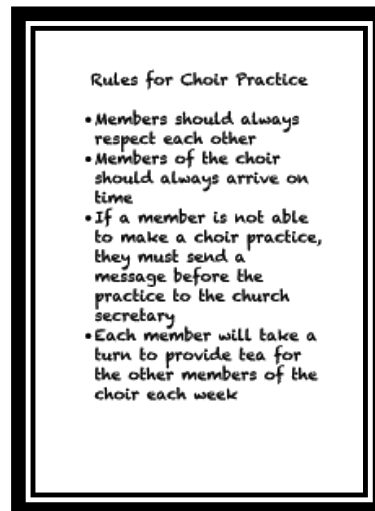 Rules for Choir Practice
•Members should always
respect each other
•Members of the choir
should always arrive on
time
•If a member is not able
to make a choir practice,
they must send a
message before the
practice to the church
secretary
•Each member will take a
turn to provide tea for
the other members of the
choir each week